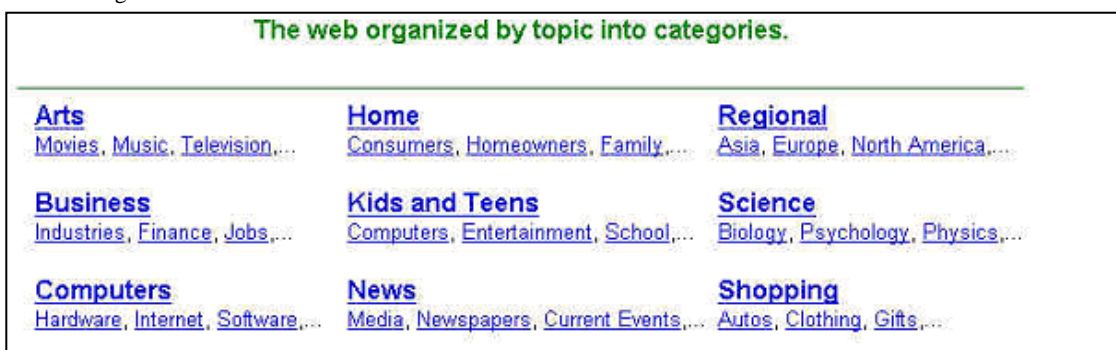 The web organized by topic into categories.
Arts
Movies, Music, Television,...
Home
Consumers, Homeowners, Family,...
Regional
Asia, Europe, North America,...
Business
Industries, Finance, Jobs,...
Kids and Teens
Computers, Entertainment, School,...
Science
Biology, Psychology, Physics,...
Computers
Hardware, Internet, Software,...
News
Media, Newspapers, Current Events,...
Shopping
Autos, Clothing, Gifts,...